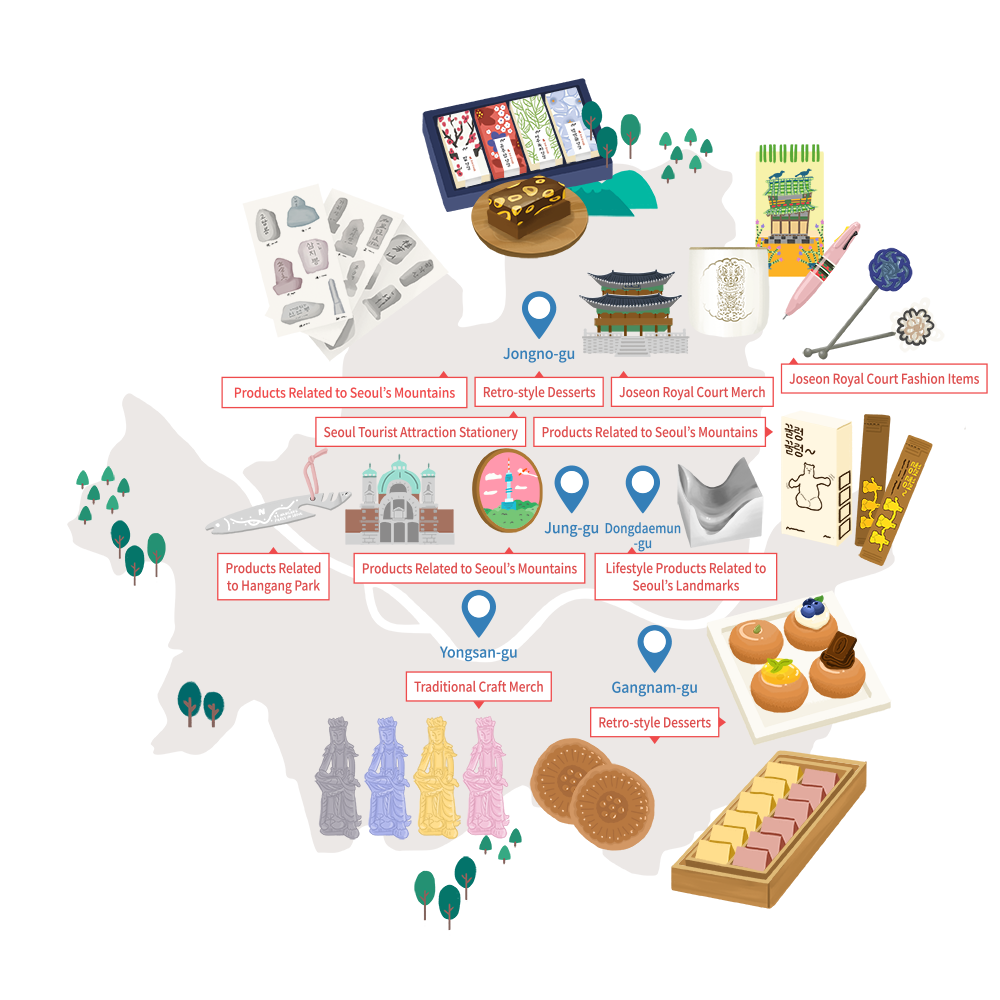 Jongno-gu
Products Related to Seoul's Mountains
Retro-style Desserts
Joseon Royal Court Merch
Joseon Royal Court Fashion Items
Seoul Tourist Attraction Stationery
Products Related to Seoul's Mountains
Jung-gu
Dongdaemun
-gu
Products Related
to Hangang Park
Products Related to Seoul's Mountains
Lifestyle Products Related to
Seoul's Landmarks
Yongsan-gu
Gangnam-gu
Traditional Craft Merch
Retro-style Desserts